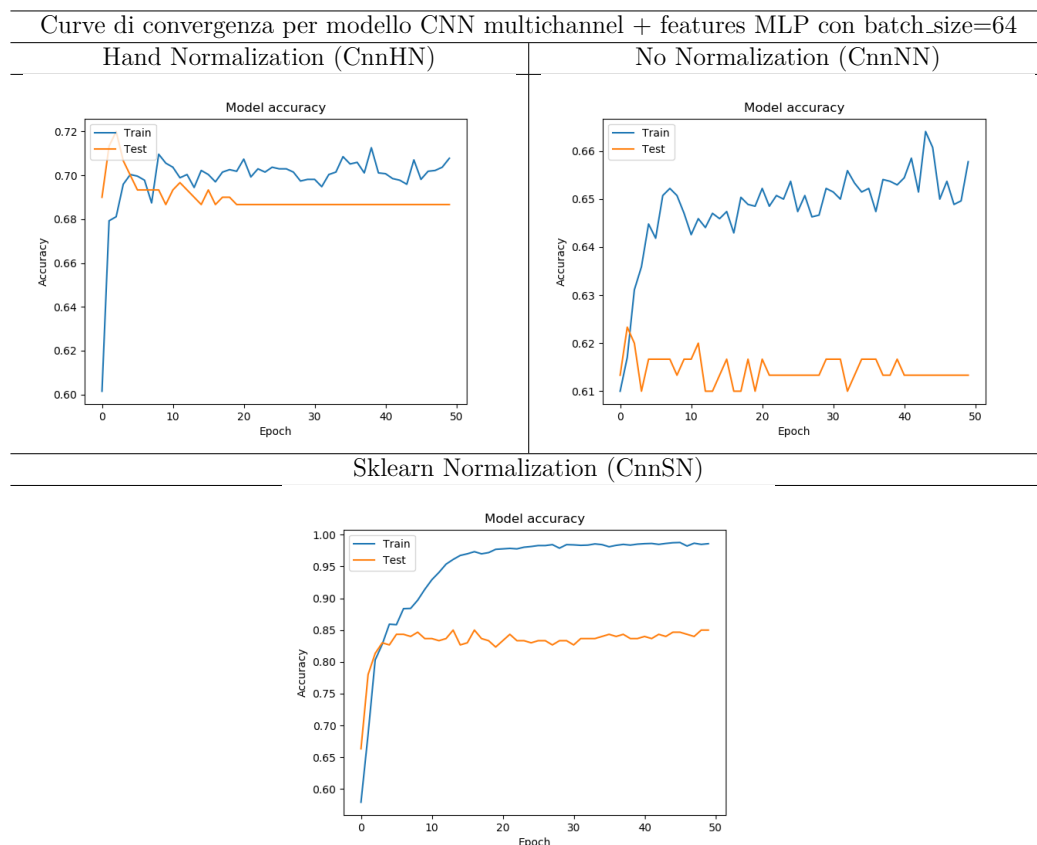 Curve di convergenza per modello CNN multichannel + features MLP con batch_size=64
Hand Normalization (CnnHN)
No Normalization (CnnNN)
Model accuracy
Train
Test
0.72
0.70
0.68
0.66
0.64
0.62
0.60
Accuracy
0 10 20 30 40 50
Epoch
Model accuracy
Train
Test
0.66
0.65
0.64
0.63
0.62
0.61
Accuracy
0 10 20 30 40 50
Epoch
Sklearn Normalization (CnnSN)
Model accuracy
Train
Test
1.00
0.95
0.90
0.85
0.80
0.75
0.70
0.65
0.60
Accuracy
0 10 20 30 40 50
Epoch